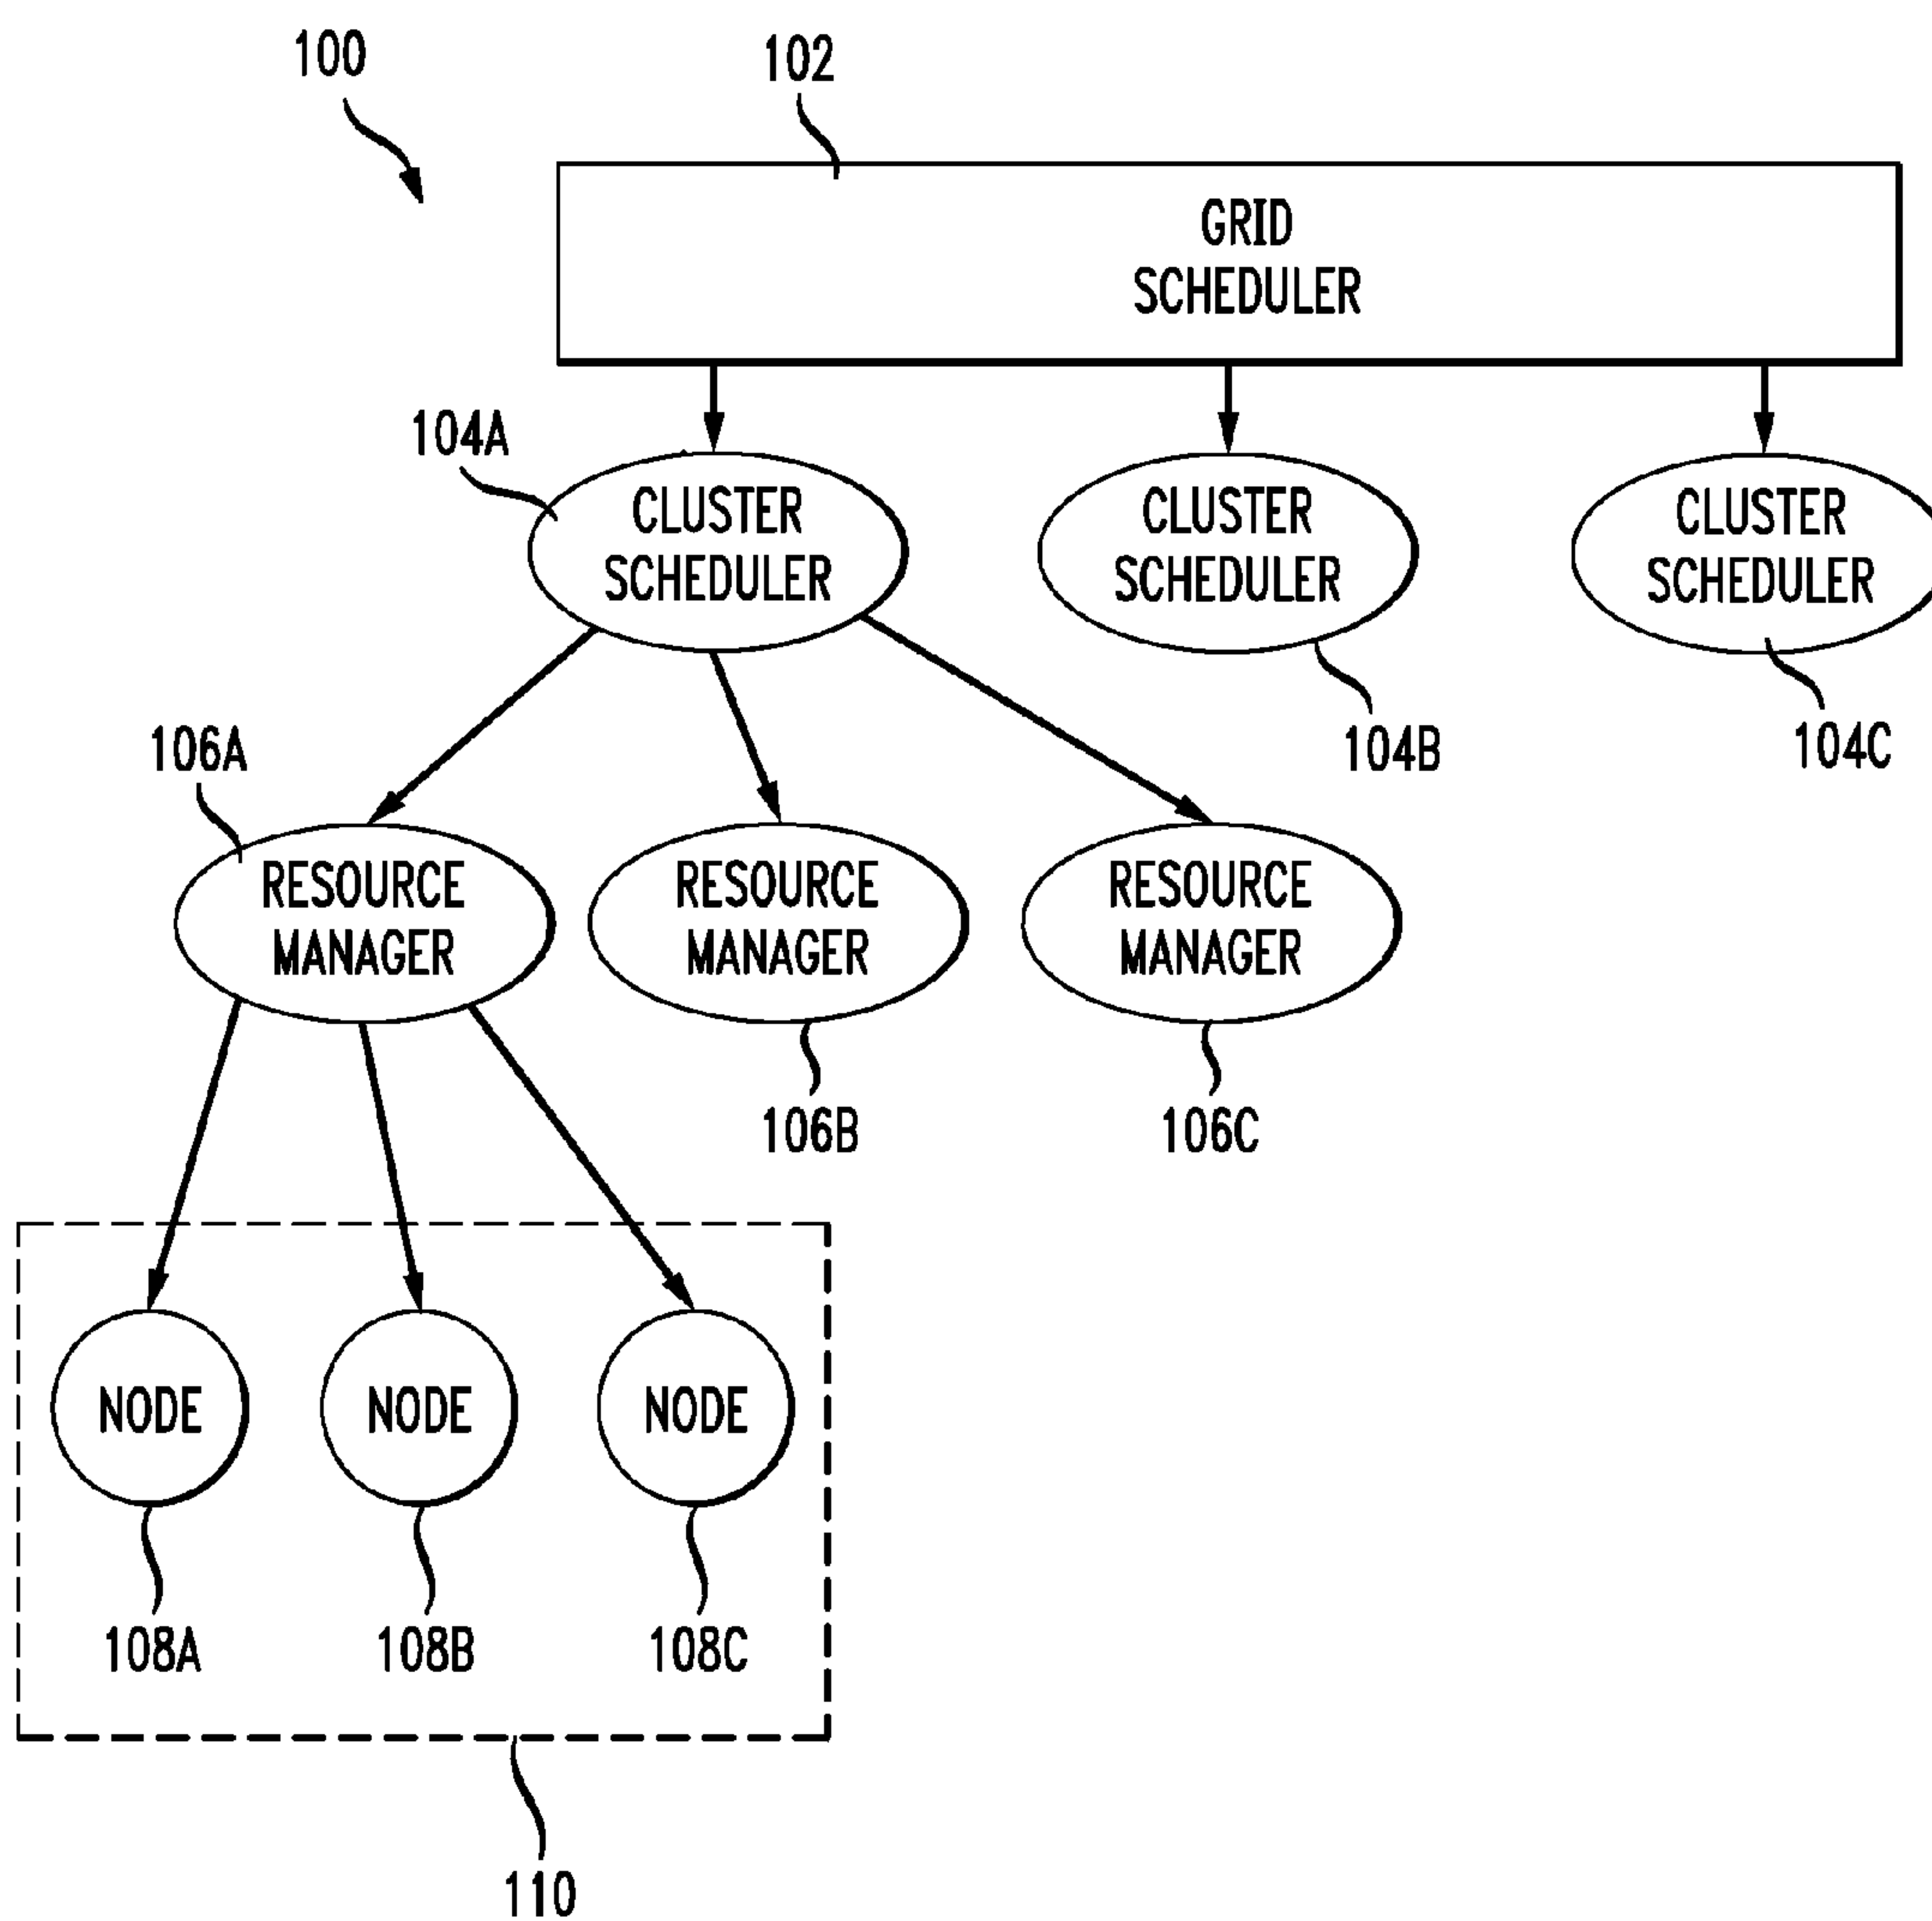 100
102
GRID
SCHEDULER
104A
CLUSTER
SCHEDULER
CLUSTER
SCHEDULER
CLUSTER
SCHEDULER
104B
104C
106A
RESOURCE
MANAGER
RESOURCE
MANAGER
RESOURCE
MANAGER
106B
106C
NODE
NODE
NODE
108A
108B
108C
110